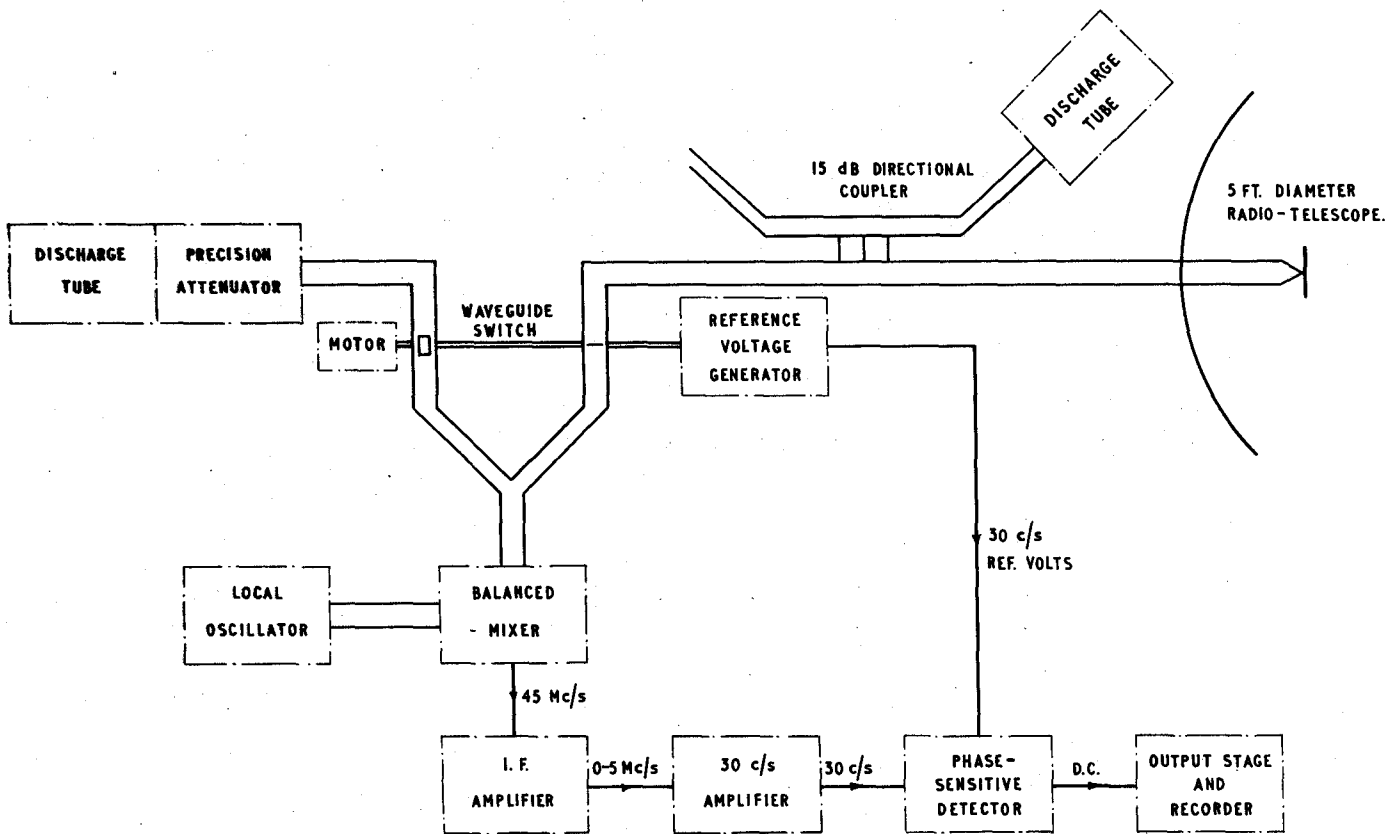 DISCHARGE
TUBE
15 dB DIRECTIONAL
COUPLER
5 FT. DIAMETER
RADIO-TELESCOPE.
DISCHARGE
TUBE
PRECISION
ATTENUATOR
WAVEGUIDE
SWITCH
MOTOR
REFERENCE
VOLTAGE
GENERATOR
30 c/s
REF. VOLTS
LOCAL
OSCILLATOR
BALANCED
MIXER
45 Mc/s
I. F.
AMPLIFIER
0-5 Mc/s
30 c/s
AMPLIFIER
30 c/s
PHASE-
SENSITIVE
DETECTOR
D.C.
OUTPUT STAGE
AND
RECORDER